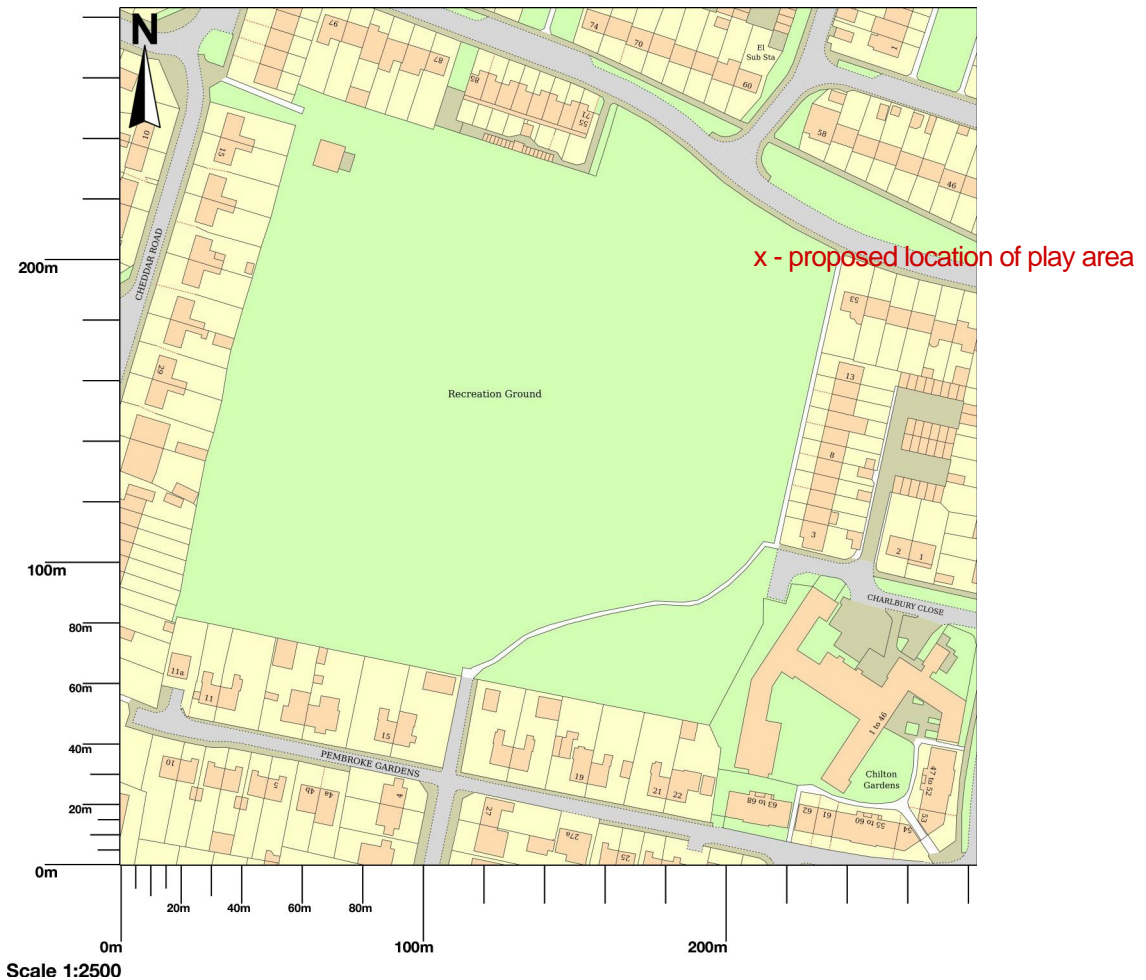 N
97
87
85
71
55
74
70
60
El
Sub Sta
1
58
46
10
15
CHEDDAR ROAD
29
200m
x - proposed location of play area
53
13
Recreation Ground
8
3
2
1
100m
CHARLBURY CLOSE
80m
11a
11
60m
15
1 to 46
40m
PEMBROKE GARDENS
19
Chilton
Gardens
47 to 52
10
5
4b
4a
4
21
22
63 to 68
62
61
55 to 60
54
53
20m
27
27a
25
0m
20m
40m
60m
80m
0m
100m
200m
Scale 1:2500